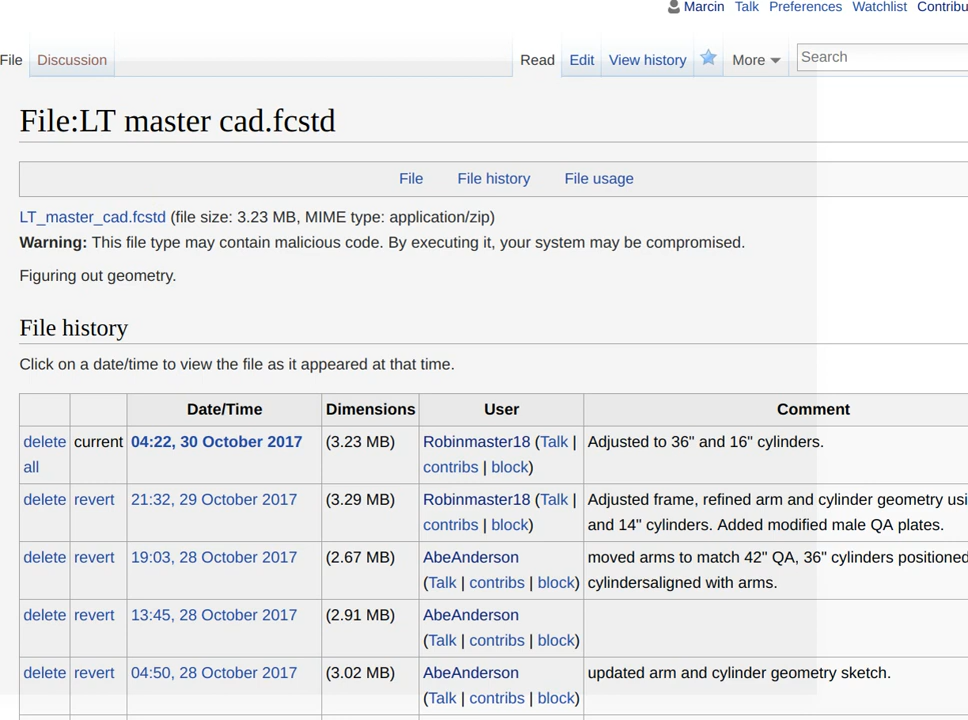 Marcin Talk Preferences Watchlist Contribu
File Discussion Read Edit View history More Search
File:LT master cad.fcstd
File File history File usage
LT_master_cad.fcstd (file size: 3.23 MB, MIME type: application/zip)
Warning: This file type may contain malicious code. By executing it, your system may be compromised.
Figuring out geometry.
File history
Click on a date/time to view the file as it appeared at that time.
Date/Time Dimensions User Comment
delete current 04:22, 30 October 2017 (3.23 MB) Robinmaster18 (Talk | Adjusted to 36" and 16" cylinders.
all contribs | block)
delete revert 21:32, 29 October 2017 (3.29 MB) Robinmaster18 (Talk | Adjusted frame, refined arm and cylinder geometry usi
contribs | block) and 14" cylinders. Added modified male QA plates.
delete revert 19:03, 28 October 2017 (2.67 MB) AbeAnderson moved arms to match 42" QA, 36" cylinders positioned
(Talk | contribs | block) cylindersaligned with arms.
delete revert 13:45, 28 October 2017 (2.91 MB) AbeAnderson
(Talk | contribs | block)
delete revert 04:50, 28 October 2017 (3.02 MB) AbeAnderson updated arm and cylinder geometry sketch.
(Talk | contribs | block)